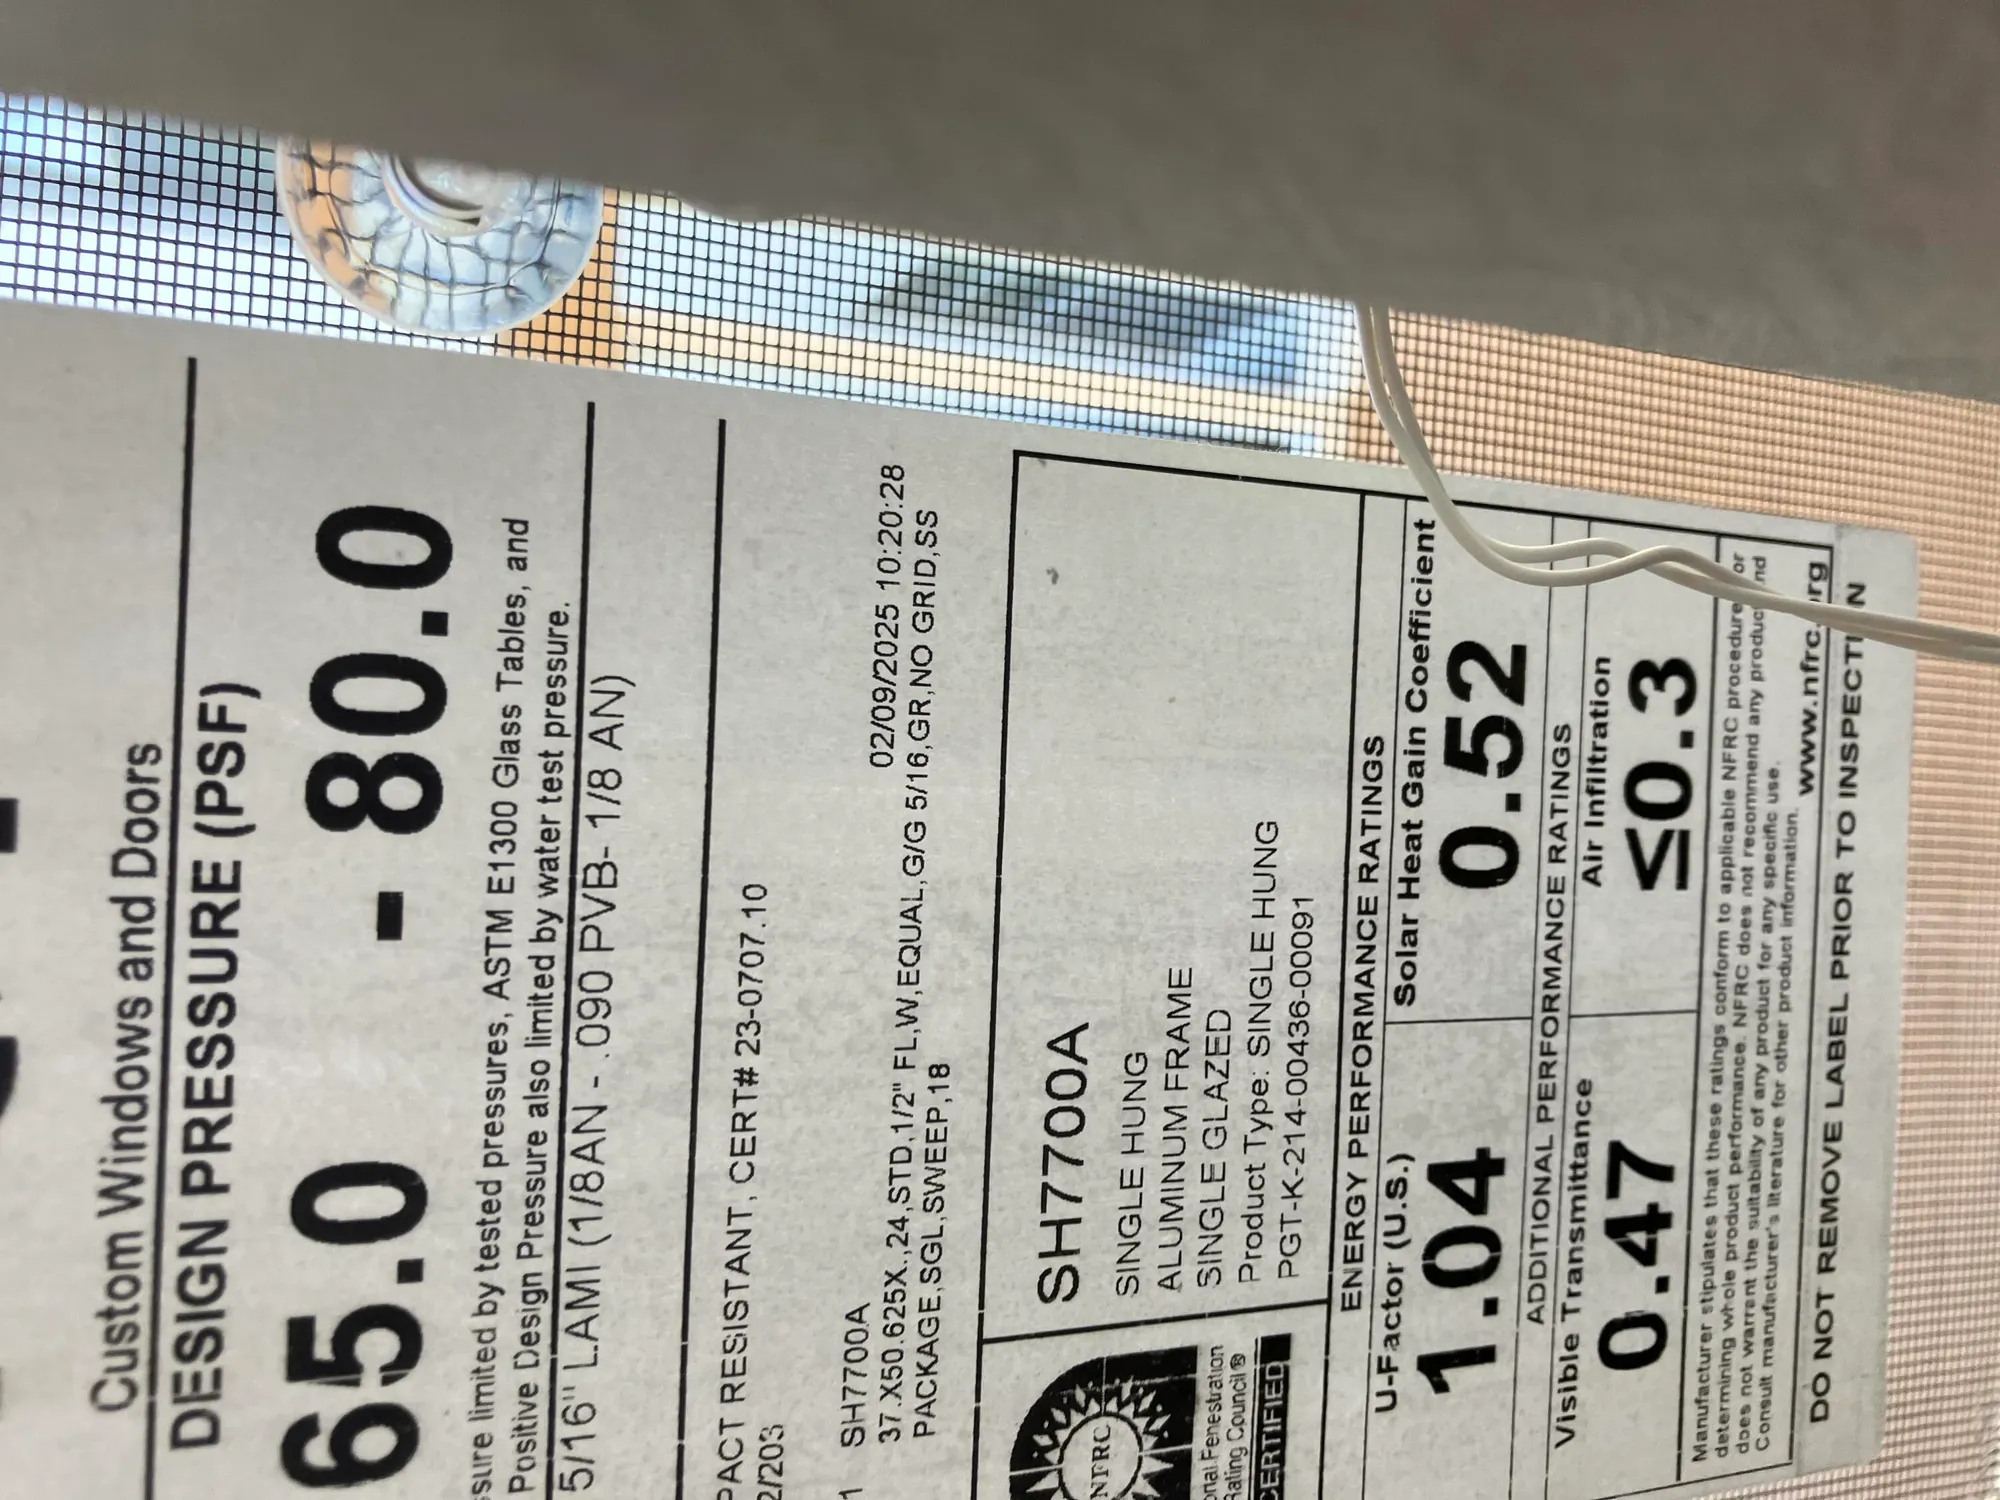 Custom Windows and Doors
DESIGN PRESSURE (PSF)
65.0 - 80.0
limited by tested pressures, ASTM E1300 Glass Tables, and
Positive Design Pressure also limited by water test pressure.
5/16" LAMI (1/8AN - .090 PVB- 1/8 AN)
RESISTANT, CERT# 23-0707.10
SH7700A 02/09/2025 10:20:28
37.X50.625X.,24,STD,1/2" FL,W,EQUAL,G/G 5/16,GR,NO GRID,SS
PACKAGE,SGL,SWEEP,18
SH7700A
SINGLE HUNG
ALUMINUM FRAME
SINGLE GLAZED
Product Type: SINGLE HUNG
PGT-K-214-00436-00091
NFRC
Fenestration
Rating Council®
CERTIFIED
ENERGY PERFORMANCE RATINGS
U-Factor (U.S.) Solar Heat Gain Coefficient
1.04 0.52
ADDITIONAL PERFORMANCE RATINGS
Visible Transmittance Air Infiltration
0.47 ≤0.3
Manufacturer stipulates that these ratings conform to applicable NFRC procedure for
determining whole product performance. NFRC does not recommend any product and
does not warrant the suitability of any product for any specific use.
Consult manufacturer's literature for other product information. www.nfrc.org
DO NOT REMOVE LABEL PRIOR TO INSPECTION